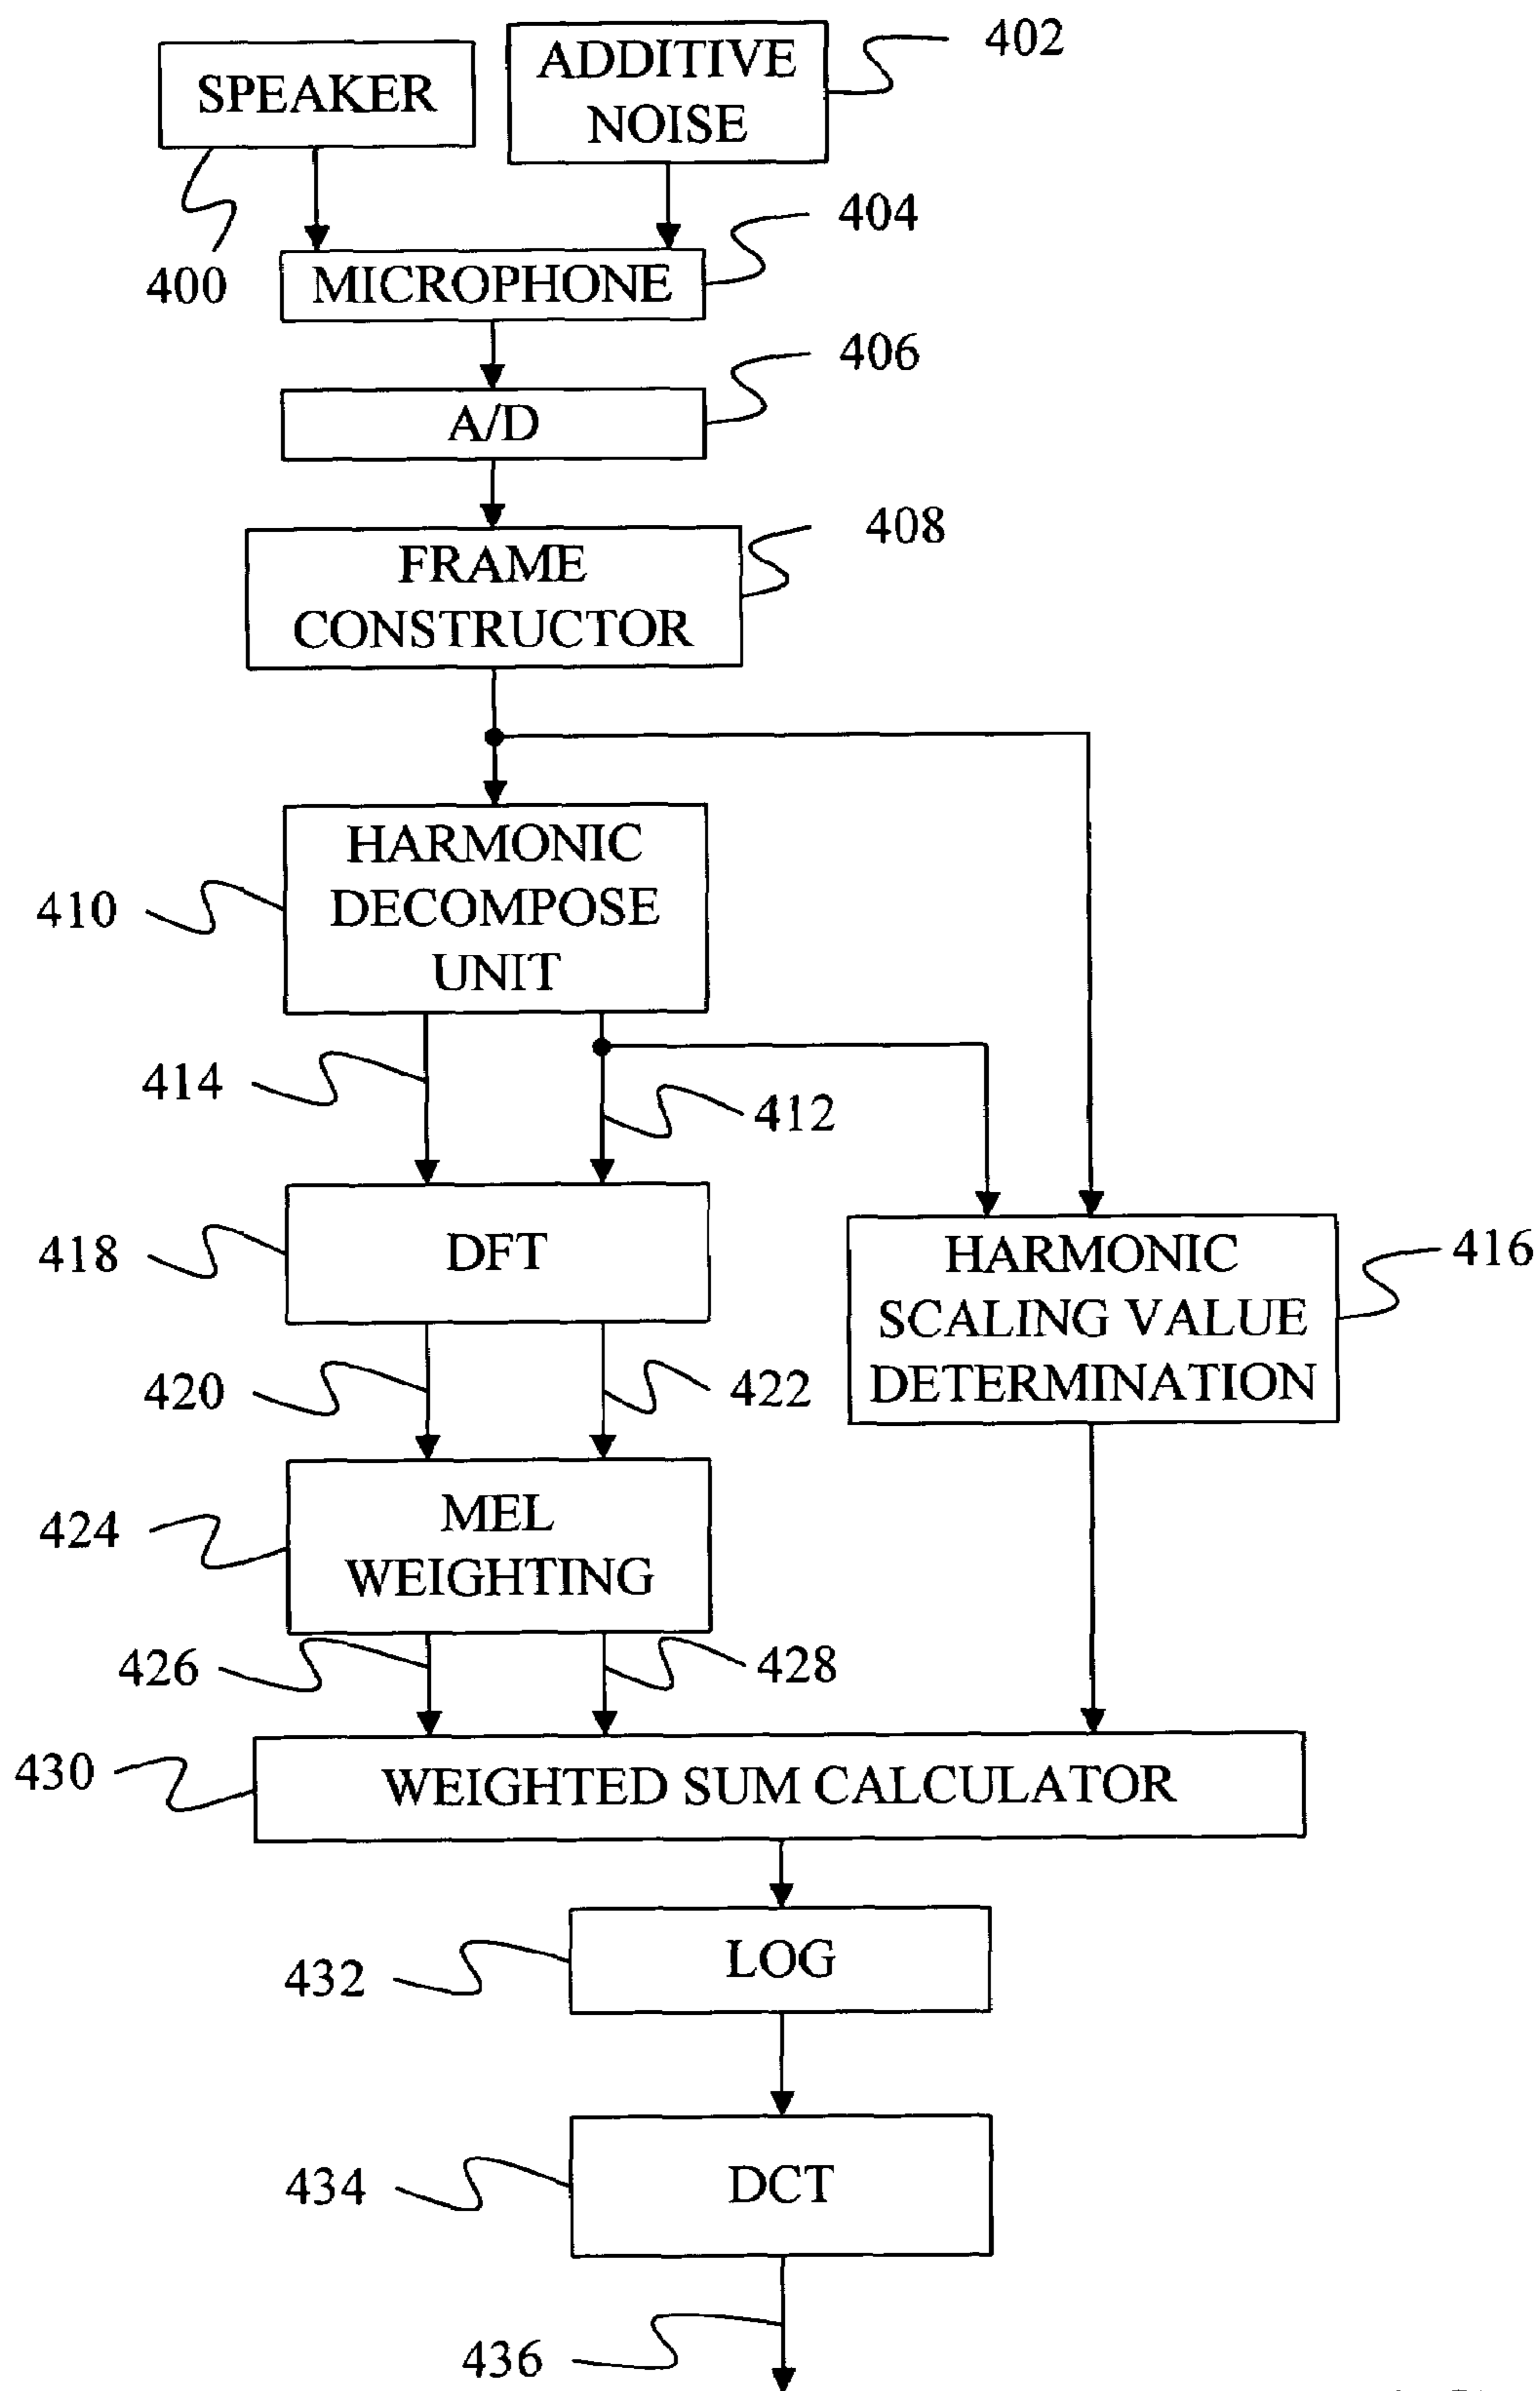 SPEAKER
ADDITIVE
NOISE
402
400
404
MICROPHONE
406
A/D
408
FRAME
CONSTRUCTOR
410
HARMONIC
DECOMPOSE
UNIT
414
412
418
DFT
HARMONIC
SCALING VALUE
DETERMINATION
416
420
422
424
MEL
WEIGHTING
426
428
430
WEIGHTED SUM CALCULATOR
432
LOG
434
DCT
436